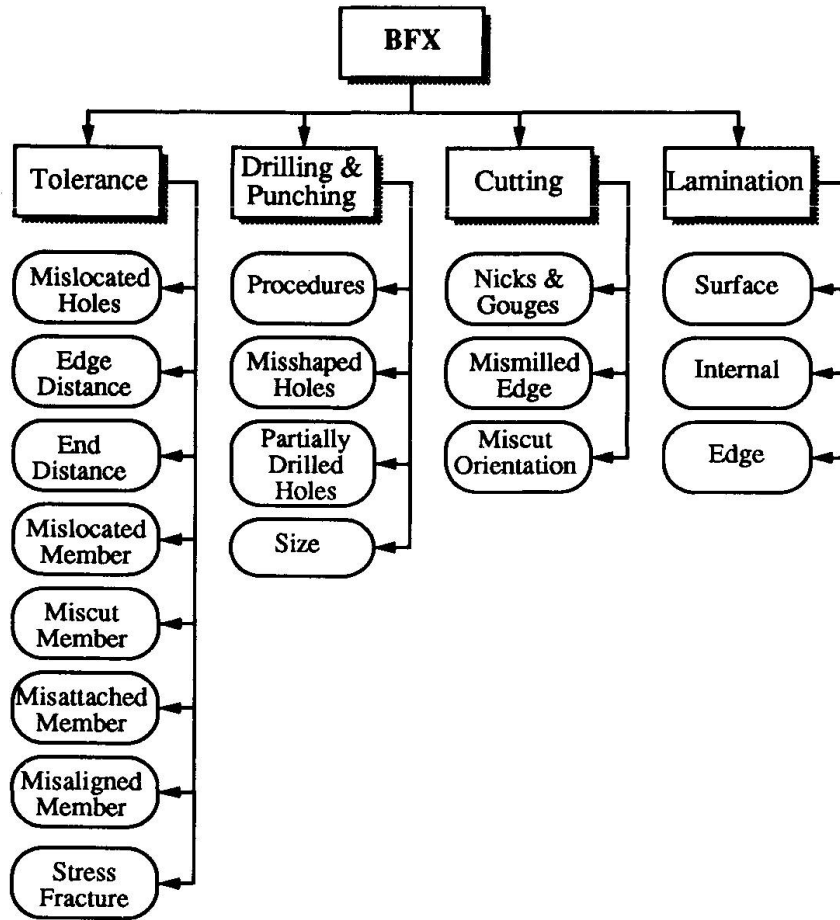 BFX
Tolerance
Drilling &
Punching
Cutting
Lamination
Mislocated
Holes
Edge
Distance
End
Distance
Mislocated
Member
Miscut
Member
Misattached
Member
Misaligned
Member
Stress
Fracture
Procedures
Misshaped
Holes
Partially
Drilled
Holes
Size
Nicks &
Gouges
Mismilled
Edge
Miscut
Orientation
Surface
Internal
Edge